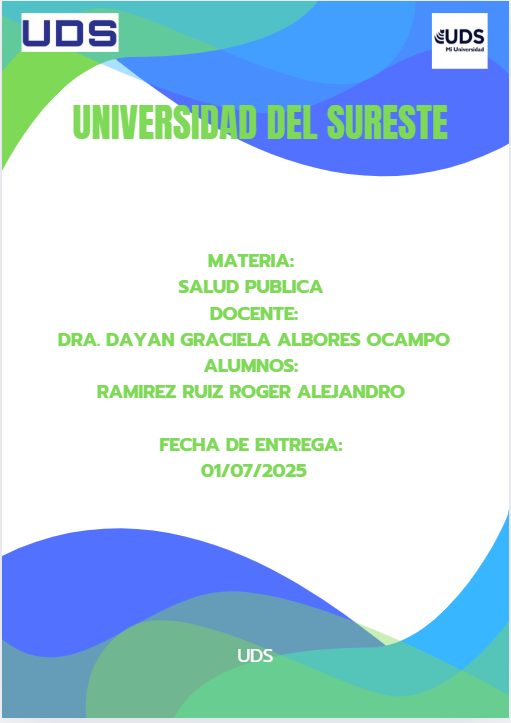 UDS
UDS
Mi Universidad
UNIVERSIDAD DEL SURESTE
MATERIA:
SALUD PUBLICA
DOCENTE:
DRA. DAYAN GRACIELA ALBORES OCAMPO
ALUMNOS:
RAMIREZ RUIZ ROGER ALEJANDRO
FECHA DE ENTREGA:
01/07/2025
UDS